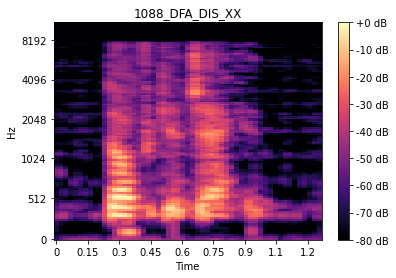 1088_DFA_DIS_XX
Hz
8192
4096
2048
1024
512
0
0 0.15 0.3 0.45 0.6 0.75 0.9 1.1 1.2
Time
+0 dB
-10 dB
-20 dB
-30 dB
-40 dB
-50 dB
-60 dB
-70 dB
-80 dB